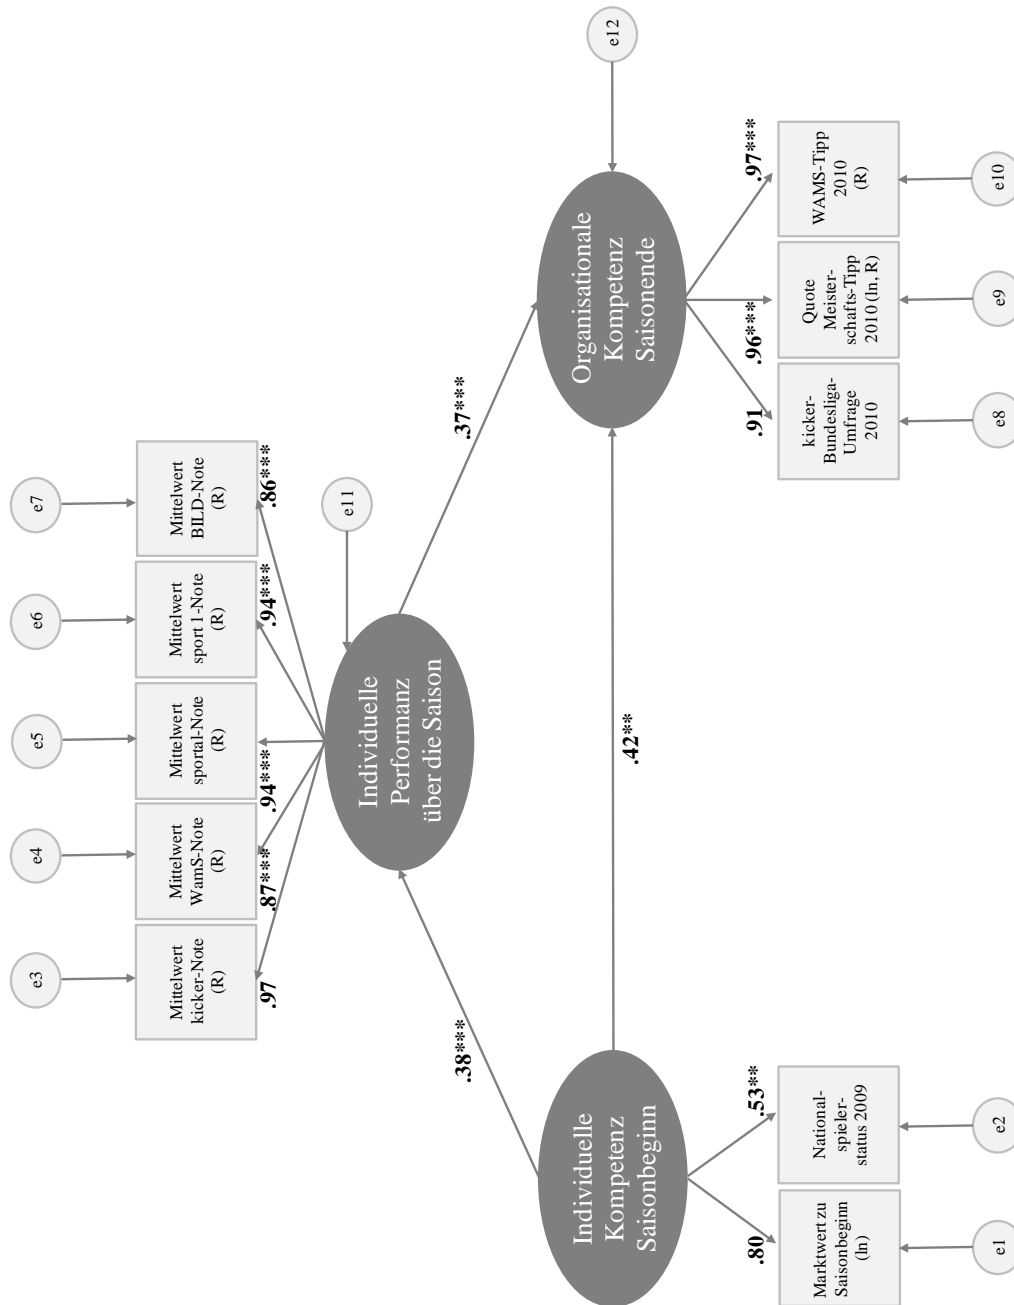 e3
e4
e5
e6
e7
Mittelwert
kicker-Note
(R)
Mittelwert
WamS-Note
(R)
Mittelwert
sportal-Note
(R)
Mittelwert
sport1-Note
(R)
Mittelwert
BILD-Note
(R)
.97
.87***
.94***
.94***
.86***
e11
Individuelle
Performanz
über die Saison
.38***
.37***
Individuelle
Kompetenz
Saisonbeginn
.42**
Organisationale
Kompetenz
Saisonende
e12
.80
.53**
.91
.96***
.97***
Marktwert zu
Saisonbeginn
(ln)
National-
spieler-
status 2009
kicker-
Bundesliga-
Umfrage
2010
Quote
Meister-
schafts-Tipp
2010 (ln, R)
WAMS-Tipp
2010
(R)
e1
e2
e8
e9
e10